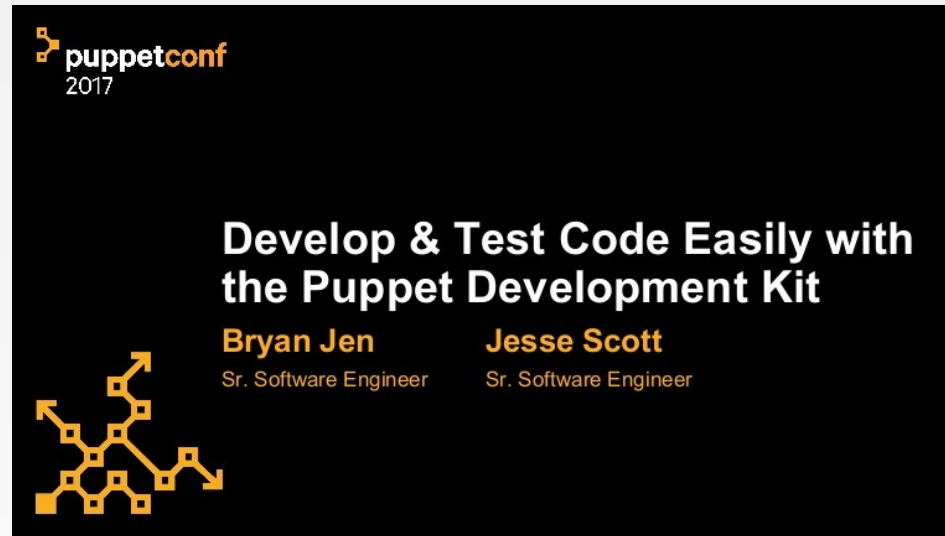 puppetconf
2017
Develop & Test Code Easily with
the Puppet Development Kit
Bryan Jen Jesse Scott
Sr. Software Engineer Sr. Software Engineer